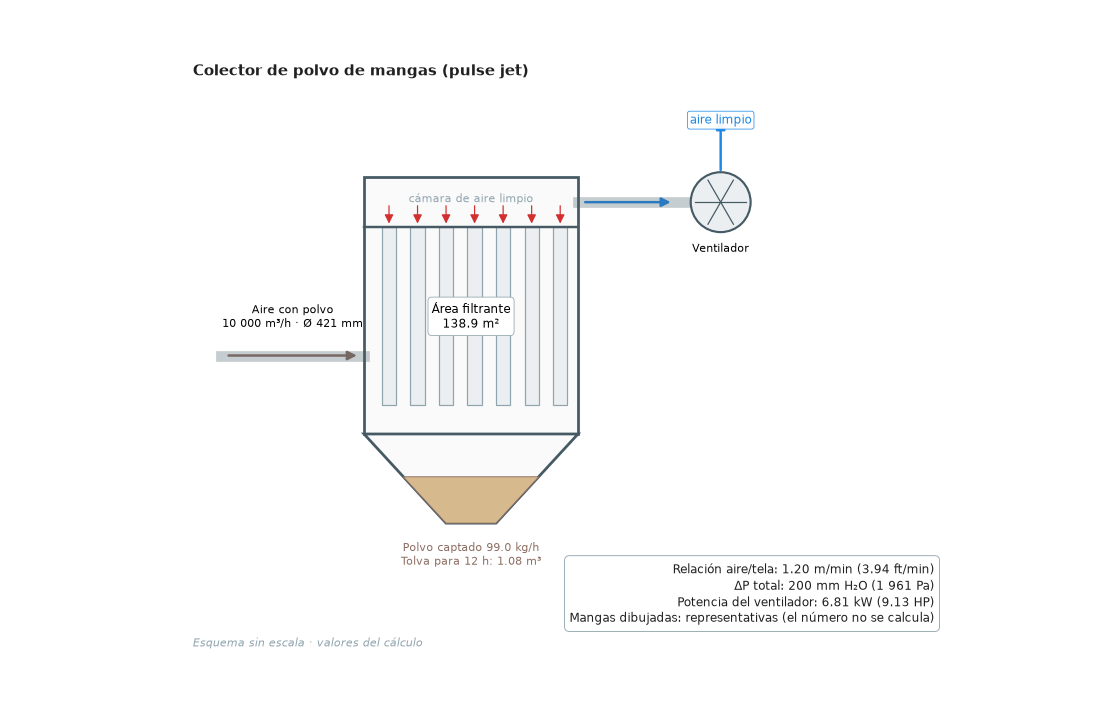 Colector de polvo de mangas (pulse jet)
aire limpio
cámara de aire limpio
Ventilador
Aire con polvo
10 000 m³/h · Ø 421 mm
Área filtrante
138.9 m²
Polvo captado 99.0 kg/h
Tolva para 12 h: 1.08 m³
Relación aire/tela: 1.20 m/min (3.94 ft/min)
ΔP total: 200 mm H₂O (1 961 Pa)
Potencia del ventilador: 6.81 kW (9.13 HP)
Mangas dibujadas: representativas (el número no se calcula)
Esquema sin escala · valores del cálculo